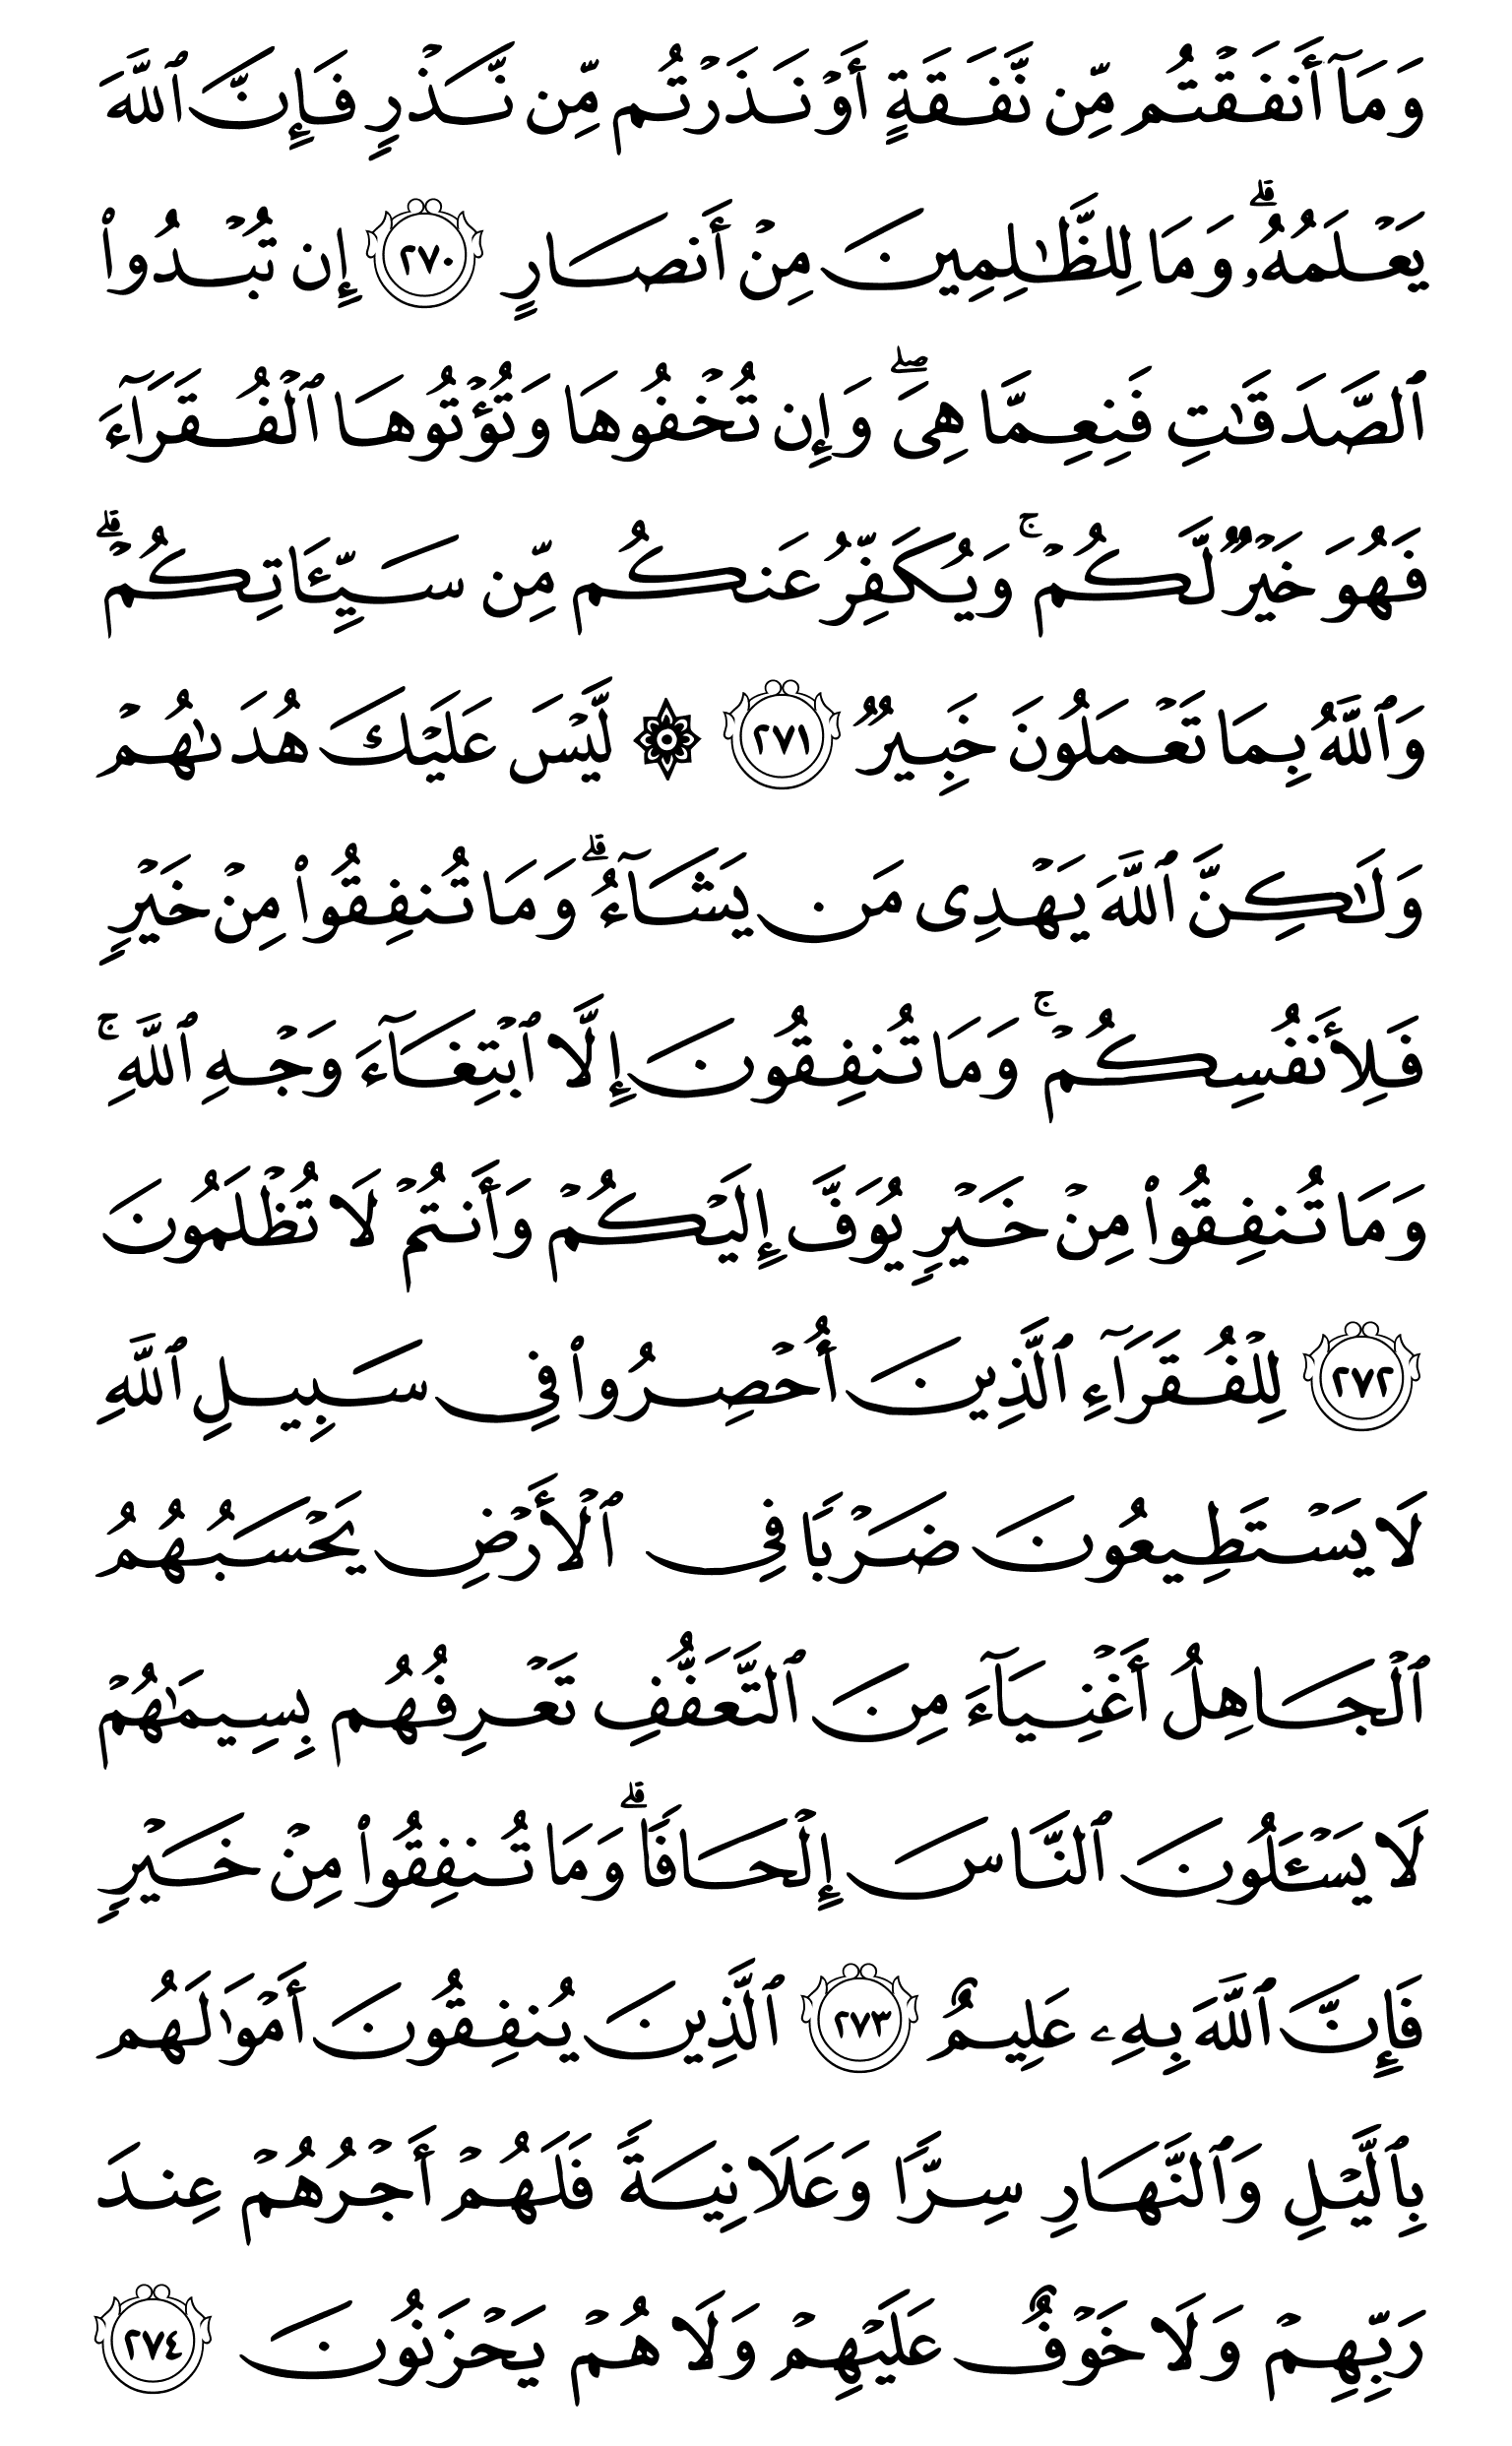 وَمَآ أَنفَقۡتُم مِّن نَّفَقَةٍ أَوۡ نَذَرۡتُم مِّن نَّذۡرٖ فَإِنَّ ٱللَّهَ
يَعۡلَمُهُۥۗ وَمَا لِلظَّٰلِمِينَ مِنۡ أَنصَارٍ ٢٧٠ إِن تُبۡدُواْ
ٱلصَّدَقَٰتِ فَنِعِمَّا هِيَۖ وَإِن تُخۡفُوهَا وَتُؤۡتُوهَا ٱلۡفُقَرَآءَ
فَهُوَ خَيۡرٞ لَّكُمۡۚ وَيُكَفِّرُ عَنكُم مِّن سَيِّـَٔاتِكُمۡۗ
وَٱللَّهُ بِمَا تَعۡمَلُونَ خَبِيرٞ ٢٧١ ۞ لَّيۡسَ عَلَيۡكَ هُدَىٰهُمۡ
وَلَٰكِنَّ ٱللَّهَ يَهۡدِي مَن يَشَآءُۗ وَمَا تُنفِقُواْ مِنۡ خَيۡرٖ
فَلِأَنفُسِكُمۡۚ وَمَا تُنفِقُونَ إِلَّا ٱبۡتِغَآءَ وَجۡهِ ٱللَّهِۚ
وَمَا تُنفِقُواْ مِنۡ خَيۡرٖ يُوَفَّ إِلَيۡكُمۡ وَأَنتُمۡ لَا تُظۡلَمُونَ
٢٧٢ لِلۡفُقَرَآءِ ٱلَّذِينَ أُحۡصِرُواْ فِي سَبِيلِ ٱللَّهِ
لَا يَسۡتَطِيعُونَ ضَرۡبٗا فِي ٱلۡأَرۡضِ يَحۡسَبُهُمُ
ٱلۡجَاهِلُ أَغۡنِيَآءَ مِنَ ٱلتَّعَفُّفِ تَعۡرِفُهُم بِسِيمَٰهُمۡ
لَا يَسۡـَٔلُونَ ٱلنَّاسَ إِلۡحَافٗاۗ وَمَا تُنفِقُواْ مِنۡ خَيۡرٖ
فَإِنَّ ٱللَّهَ بِهِۦ عَلِيمٌ ٢٧٣ ٱلَّذِينَ يُنفِقُونَ أَمۡوَٰلَهُم
بِٱلَّيۡلِ وَٱلنَّهَارِ سِرّٗا وَعَلَانِيَةٗ فَلَهُمۡ أَجۡرُهُمۡ عِندَ
رَبِّهِمۡ وَلَا خَوۡفٌ عَلَيۡهِمۡ وَلَا هُمۡ يَحۡزَنُونَ ٢٧٤